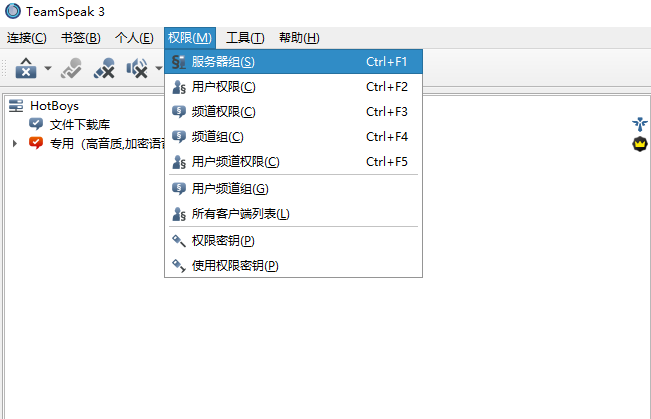 TeamSpeak 3
连接(C) 书签(B) 个人(E) 权限(M) 工具(T) 帮助(H)
服务器组(S) Ctrl+F1
HotBoys 用户权限(C) Ctrl+F2
文件下载库 频道权限(C) Ctrl+F3
专用 (高音质,加密语音 频道组(C) Ctrl+F4
用户频道权限(C) Ctrl+F5
用户频道组(G)
所有客户端列表(L)
权限密钥(P)
使用权限密钥(P)